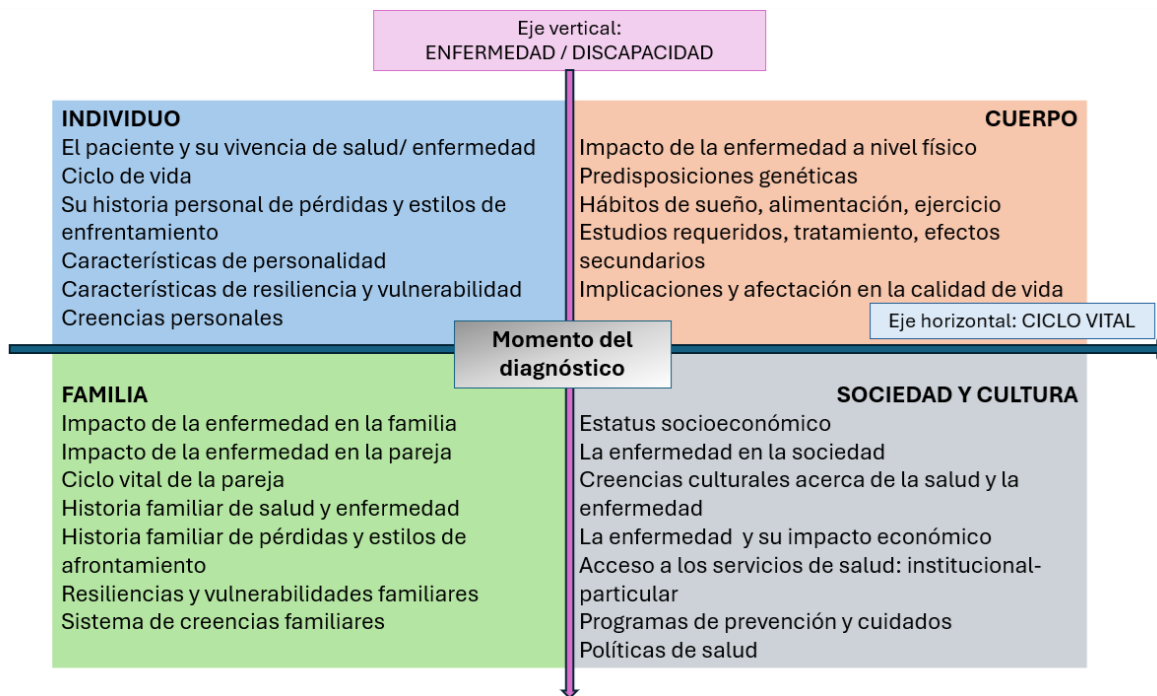 Eje vertical:
ENFERMEDAD / DISCAPACIDAD
INDIVIDUO
El paciente y su vivencia de salud/ enfermedad
Ciclo de vida
Su historia personal de pérdidas y estilos de
enfrentamiento
Características de personalidad
Características de resiliencia y vulnerabilidad
Creencias personales
CUERPO
Impacto de la enfermedad a nivel físico
Predisposiciones genéticas
Hábitos de sueño, alimentación, ejercicio
Estudios requeridos, tratamiento, efectos
secundarios
Implicaciones y afectación en la calidad de vida
Eje horizontal: CICLO VITAL
Momento del
diagnóstico
FAMILIA
Impacto de la enfermedad en la familia
Impacto de la enfermedad en la pareja
Ciclo vital de la pareja
Historia familiar de salud y enfermedad
Historia familiar de pérdidas y estilos de
afrontamiento
Resiliencias y vulnerabilidades familiares
Sistema de creencias familiares
SOCIEDAD Y CULTURA
Estatus socioeconómico
La enfermedad en la sociedad
Creencias culturales acerca de la salud y la
enfermedad
La enfermedad y su impacto económico
Acceso a los servicios de salud: institucional-
particular
Programas de prevención y cuidados
Políticas de salud